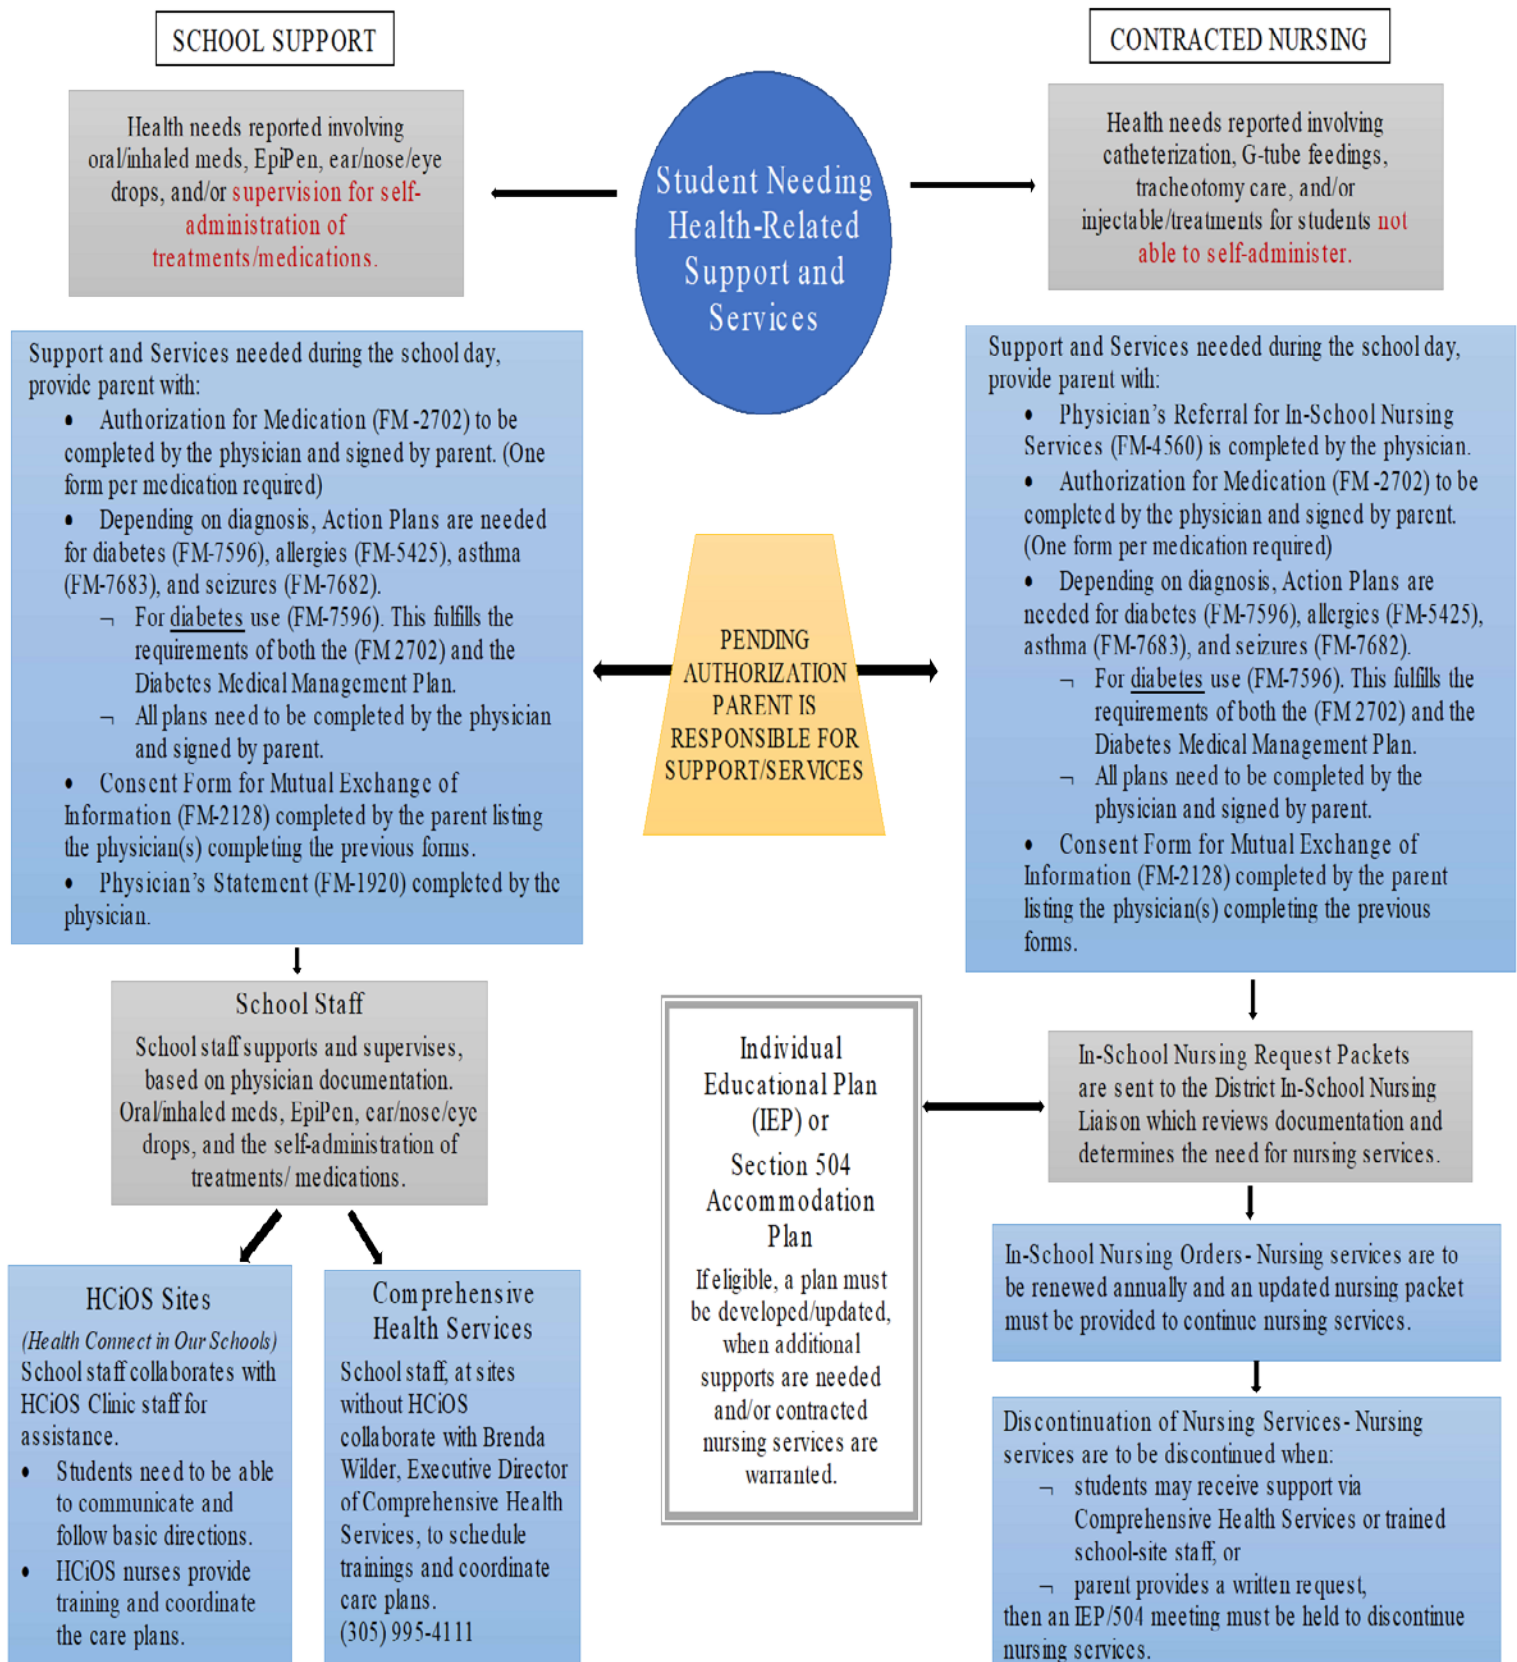 SCHOOL SUPPORT
CONTRACTED NURSING
Health needs reported involving
oral/inhaled meds, EpiPen, ear/nose/eye
drops, and/or supervision for self-
administration of
treatments/medications.
Student Needing
Health-Related
Support and
Services
Health needs reported involving
catheterization, G-tube feedings,
tracheotomy care, and/or
injectable/treatments for students not
able to self-administer.
Support and Services needed during the school day,
provide parent with:
• Authorization for Medication (FM -2702) to be
completed by the physician and signed by parent. (One
form per medication required)
• Depending on diagnosis, Action Plans are needed
for diabetes (FM-7596), allergies (FM-5425), asthma
(FM-7683), and seizures (FM-7682).
¬ For diabetes use (FM-7596). This fulfills the
requirements of both the (FM 2702) and the
Diabetes Medical Management Plan.
¬ All plans need to be completed by the physician
and signed by parent.
• Consent Form for Mutual Exchange of
Information (FM-2128) completed by the parent listing
the physician(s) completing the previous forms.
• Physician's Statement (FM-1920) completed by the
physician.
PENDING
AUTHORIZATION
PARENT IS
RESPONSIBLE FOR
SUPPORT/SERVICES
Support and Services needed during the school day,
provide parent with:
• Physician's Referral for In-School Nursing
Services (FM-4560) is completed by the physician.
• Authorization for Medication (FM -2702) to be
completed by the physician and signed by parent.
(One form per medication required)
• Depending on diagnosis, Action Plans are
needed for diabetes (FM-7596), allergies (FM-5425),
asthma (FM-7683), and seizures (FM-7682).
¬ For diabetes use (FM-7596). This fulfills the
requirements of both the (FM 2702) and the
Diabetes Medical Management Plan.
¬ All plans need to be completed by the
physician and signed by parent.
• Consent Form for Mutual Exchange of
Information (FM-2128) completed by the parent
listing the physician(s) completing the previous
forms.
School Staff
School staff supports and supervises,
based on physician documentation.
Oral/inhaled meds, EpiPen, ear/nose/eye
drops, and the self-administration of
treatments/ medications.
Individual
Educational Plan
(IEP) or
Section 504
Accommodation
Plan
If eligible, a plan must
be developed/updated,
when additional
supports are needed
and/or contracted
nursing services are
warranted.
In-School Nursing Request Packets
are sent to the District In-School Nursing
Liaison which reviews documentation and
determines the need for nursing services.
HCiOS Sites
(Health Connect in Our Schools)
School staff collaborates with
HCiOS Clinic staff for
assistance.
• Students need to be able
to communicate and
follow basic directions.
• HCiOS nurses provide
training and coordinate
the care plans.
Comprehensive
Health Services
School staff, at sites
without HCiOS
collaborate with Brenda
Wilder, Executive Director
of Comprehensive Health
Services, to schedule
trainings and coordinate
care plans.
(305) 995-4111
In-School Nursing Orders- Nursing services are to
be renewed annually and an updated nursing packet
must be provided to continue nursing services.
Discontinuation of Nursing Services- Nursing
services are to be discontinued when:
¬ students may receive support via
Comprehensive Health Services or trained
school-site staff, or
¬ parent provides a written request,
then an IEP/504 meeting must be held to discontinue
nursing services.